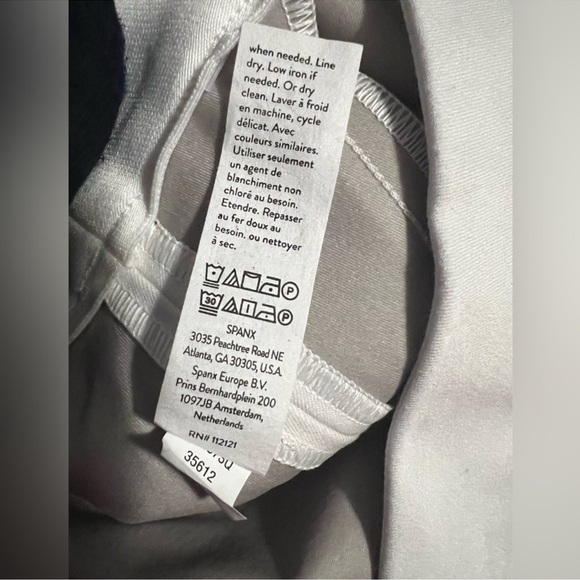 when needed. Line
dry. Low iron if
needed. Or dry
clean. Laver à froid
en machine, cycle
délicat. Avec
couleurs similaires.
Utiliser seulement
un agent de
blanchiment non
chloré au besoin.
Etendre. Repasser
au fer doux au
besoin. ou nettoyer
à sec.
P
30 P
SPANX
3035 Peachtree Road NE
Atlanta, GA 30305, U.S.A.
Spanx Europe B.V.
Prins Bernhardplein 200
1097JB Amsterdam,
Netherlands
RN# 112121
35612